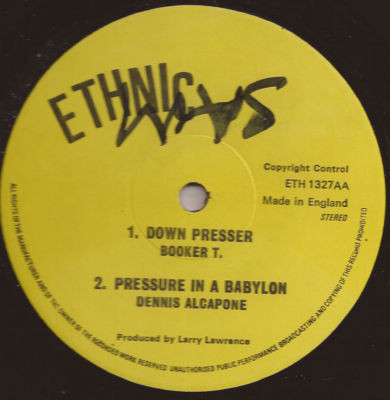 ETHNIC
Copyright Control
ETH 1327AA
Made in England
STEREO
1. DOWN PRESSER
BOOKER T.
2. PRESSURE IN A BABYLON
DENNIS ALCAPONE
Produced by Larry Lawrence
ALL RIGHTS OF THE MANUFACTURER AND OF THE OWNER OF THE RECORDED WORK RESERVED UNAUTHORISED PUBLIC PERFORMANCE BROADCASTING AND COPYING OF THIS RECORD PROHIBITED